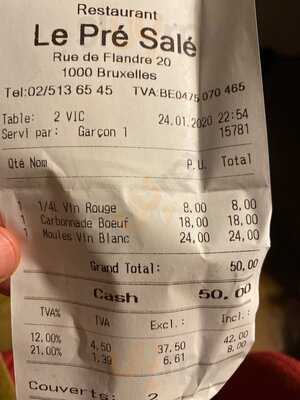 Restaurant
Le Pré Salé
Rue de Flandre 20
1000 Bruxelles
Tel:02/513 65 45 TVA:BE0475 070 465
Table: 2 VIC 24.01.2020 22:54
Servi par: Garçon 1 15781
Qté Nom P.U. Total
1 1/4L Vin Rouge 8,00 8,00
1 Carbonnade Boeuf 18,00 18,00
1 Moules Vin Blanc 24,00 24,00
Grand Total: 50,00
Cash 50,00
TVA% TVA Excl.: Incl.:
12.00% 4,50 37,50 42,00
21.00% 1,39 6,61 8,00
Couverts: 2